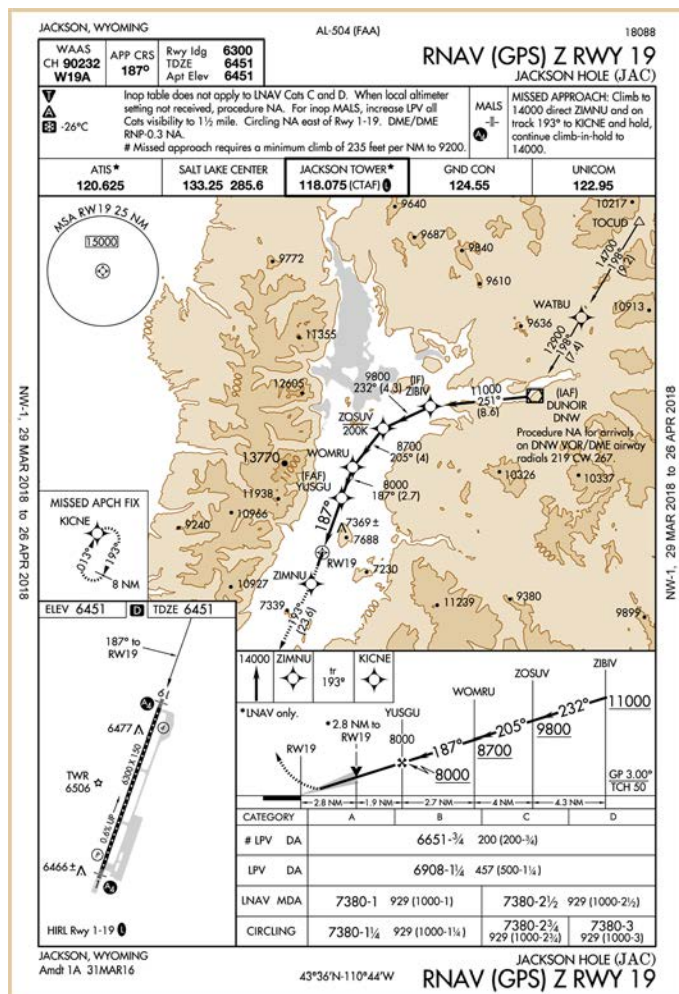 JACKSON, WYOMING
AL-504 (FAA)
18088
WAAS
CH 90232
W19A
APP CRS
187°
Rwy ldg 6300
TDZE 6451
Apt Elev 6451
RNAV (GPS) Z RWY 19
JACKSON HOLE (JAC)
T
A
-26°C
Inop table does not apply to LNAV Cats C and D. When local altimeter
setting not received, procedure NA. For inop MALS, increase LPV all
Cats visibility to 1½ mile. Circling NA east of Rwy 1-19. DME/DME
RNP-0.3 NA.
# Missed approach requires a minimum climb of 235 feet per NM to 9200.
MALS
MISSED APPROACH: Climb to
14000 direct ZIMNU and on
track 193° to KICNE and hold,
continue climb-in-hold to
14000.
ATIS*
120.625
SALT LAKE CENTER
133.25 285.6
JACKSON TOWER*
118.075 (CTAF) L
GND CON
124.55
UNICOM
122.95
MSA RW19 25 NM
15000
9640
9687
9840
9772
9610
10217
TOCUD
14700
198°
(9.2)
WATBU
10913
9636
12900
198°
(7.4)
11355
12605
9800
232° (4.3)
(IF)
ZIBIV
11000
251°
(8.6)
(IAF)
DUNOIR
DNW
Procedure NA for arrivals
on DNW VOR/DME airway
radials 219 CW 267.
ZOSUV
200K
8700
205° (4)
WOMRU
8000
187° (2.7)
13770
(FAF)
YUSGU
10326
10337
11938
10966
9240
187°
7369±
7688
RW19
7230
ZIMNU
10927
7339
193°
(23.6)
11239
9380
9899
MISSED APCH FIX
KICNE
013°
193°
8 NM
NW-1, 29 MAR 2018 to 26 APR 2018
NW-1, 29 MAR 2018 to 26 APR 2018
ELEV 6451
D
TDZE 6451
187° to
RW19
19
6477
6300 X 150
TWR
6506
0.6% UP
6466±
HIRL Rwy 1-19 L
14000
ZIMNU
tr
193°
KICNE
*LNAV only.
*2.8 NM to
RW19
RW19
YUSGU
8000
WOMRU
ZOSUV
ZIBIV
187°
205°
232°
8000
8700
9800
11000
GP 3.00°
TCH 50
2.8 NM
1.9 NM
2.7 NM
4 NM
4.3 NM
CATEGORY A B C D
# LPV DA 6651-¾ 200 (200-¾)
LPV DA 6908-1¼ 457 (500-1¼)
LNAV MDA 7380-1 929 (1000-1) 7380-2½ 929 (1000-2½)
CIRCLING 7380-1¼ 929 (1000-1¼) 7380-2¾ 929 (1000-2¾) 7380-3 929 (1000-3)
JACKSON, WYOMING
Amdt 1A 31MAR16
43°36'N-110°44'W
JACKSON HOLE (JAC)
RNAV (GPS) Z RWY 19